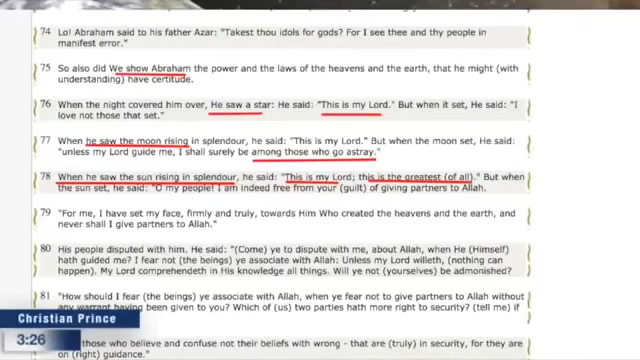 74 Lo! Abraham said to his father Azar: "Takest thou idols for gods? For I see thee and thy people in
manifest error."
75 So also did We show Abraham the power and the laws of the heavens and the earth, that he might (with
understanding) have certitude.
76 When the night covered him over, He saw a star: He said: "This is my Lord." But when it set, He said: "I
love not those that set."
77 When he saw the moon rising in splendour, he said: "This is my Lord." But when the moon set, He said:
"unless my Lord guide me, I shall surely be among those who go astray."
78 When he saw the sun rising in splendour, he said: "This is my Lord; this is the greatest (of all)." But when
the sun set, he said: "O my people! I am indeed free from your (guilt) of giving partners to Allah.
79 "For me, I have set my face, firmly and truly, towards Him Who created the heavens and the earth, and
never shall I give partners to Allah."
80 His people disputed with him. He said: "(Come) ye to dispute with me, about Allah, when He (Himself)
hath guided me? I fear not (the beings) ye associate with Allah: Unless my Lord willeth, (nothing can
happen). My Lord comprehendeth in His knowledge all things. Will ye not (yourselves) be admonished?
81 "How should I fear (the beings) ye associate with Allah, when ye fear not to give partners to Allah without
any warrant having been given to you? Which of (us) two parties hath more right to security? (tell me) if
Christian Prince
3:26
those who believe and confuse not their beliefs with wrong - that are (truly) in security, for they are
on (right) guidance."